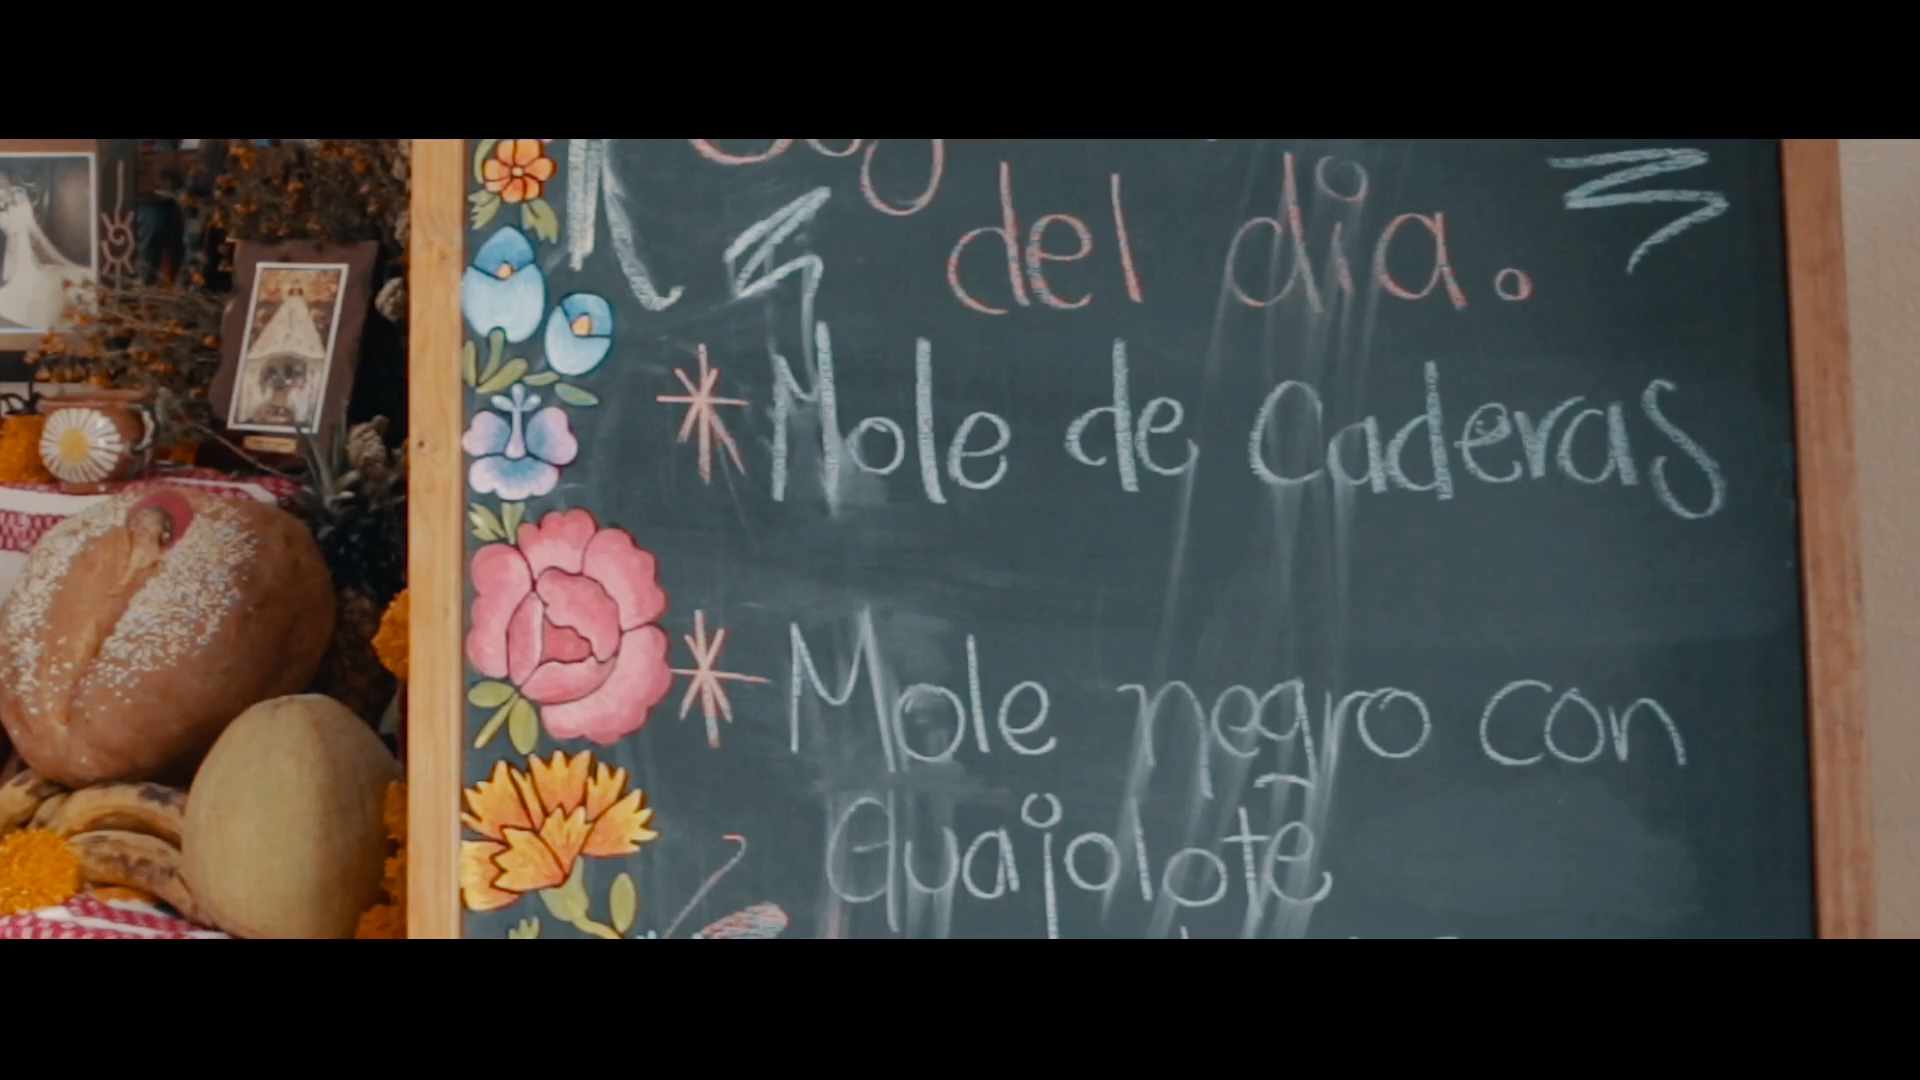 del dia.
* Mole de Caderas
* Mole negro con
Guajolote